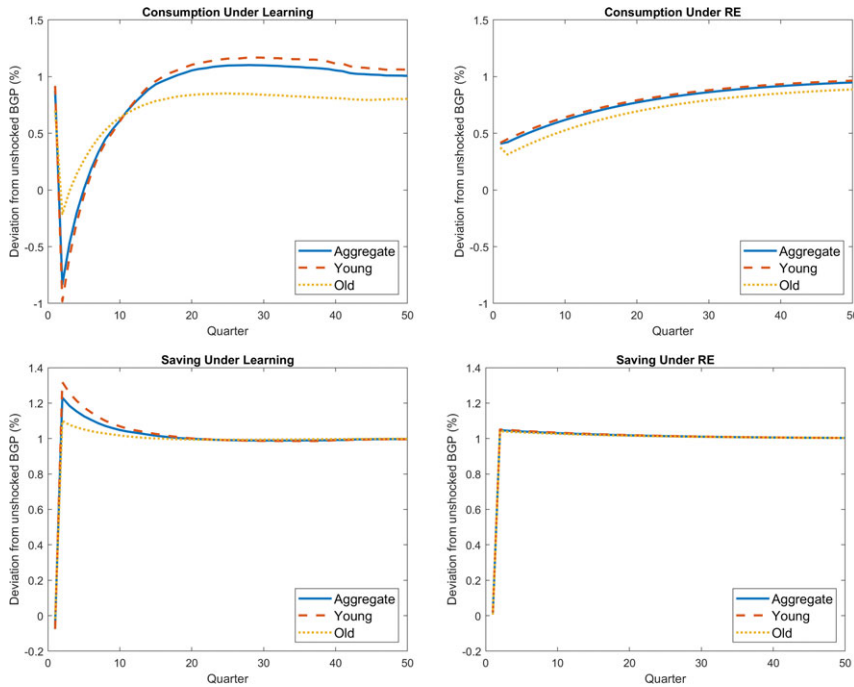 Consumption Under Learning
Deviation from unshocked BGP (%)
1.5
1
0.5
0
-0.5
-1
0 10 20 30 40 50
Quarter
Aggregate
Young
Old
Consumption Under RE
Deviation from unshocked BGP (%)
1.5
1
0.5
0
-0.5
-1
0 10 20 30 40 50
Quarter
Aggregate
Young
Old
Saving Under Learning
Deviation from unshocked BGP (%)
1.4
1.2
1
0.8
0.6
0.4
0.2
0
-0.2
0 10 20 30 40 50
Quarter
Aggregate
Young
Old
Saving Under RE
Deviation from unshocked BGP (%)
1.4
1.2
1
0.8
0.6
0.4
0.2
0
-0.2
0 10 20 30 40 50
Quarter
Aggregate
Young
Old